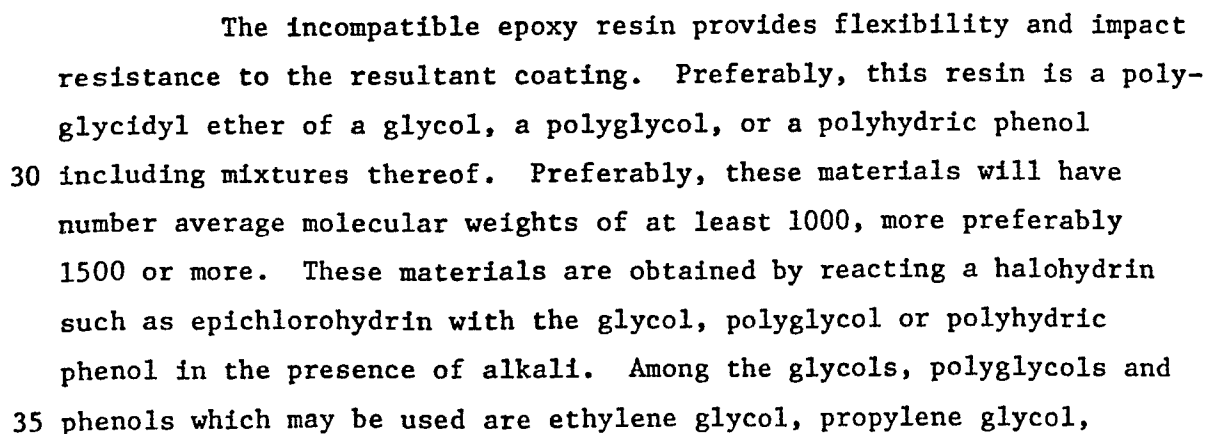 The incompatible epoxy resin provides flexibility and impact
resistance to the resultant coating. Preferably, this resin is a poly-
glycidyl ether of a glycol, a polyglycol, or a polyhydric phenol
30 including mixtures thereof. Preferably, these materials will have
number average molecular weights of at least 1000, more preferably
1500 or more. These materials are obtained by reacting a halohydrin
such as epichlorohydrin with the glycol, polyglycol or polyhydric
phenol in the presence of alkali. Among the glycols, polyglycols and
35 phenols which may be used are ethylene glycol, propylene glycol,